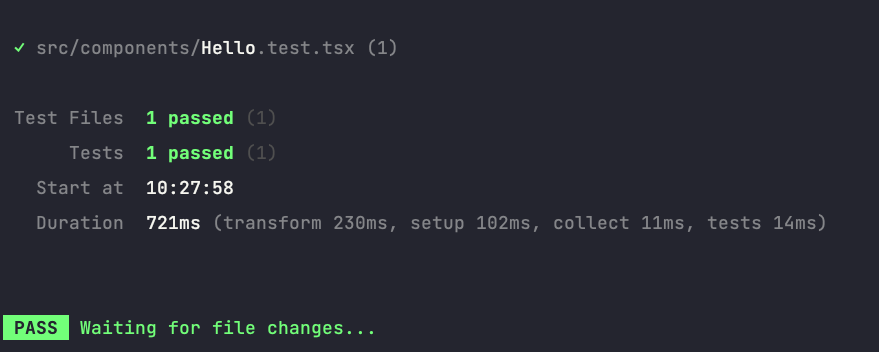 ✓ src/components/Hello.test.tsx (1)
Test Files 1 passed (1)
Tests 1 passed (1)
Start at 10:27:58
Duration 721ms (transform 230ms, setup 102ms, collect 11ms, tests 14ms)
PASS Waiting for file changes...